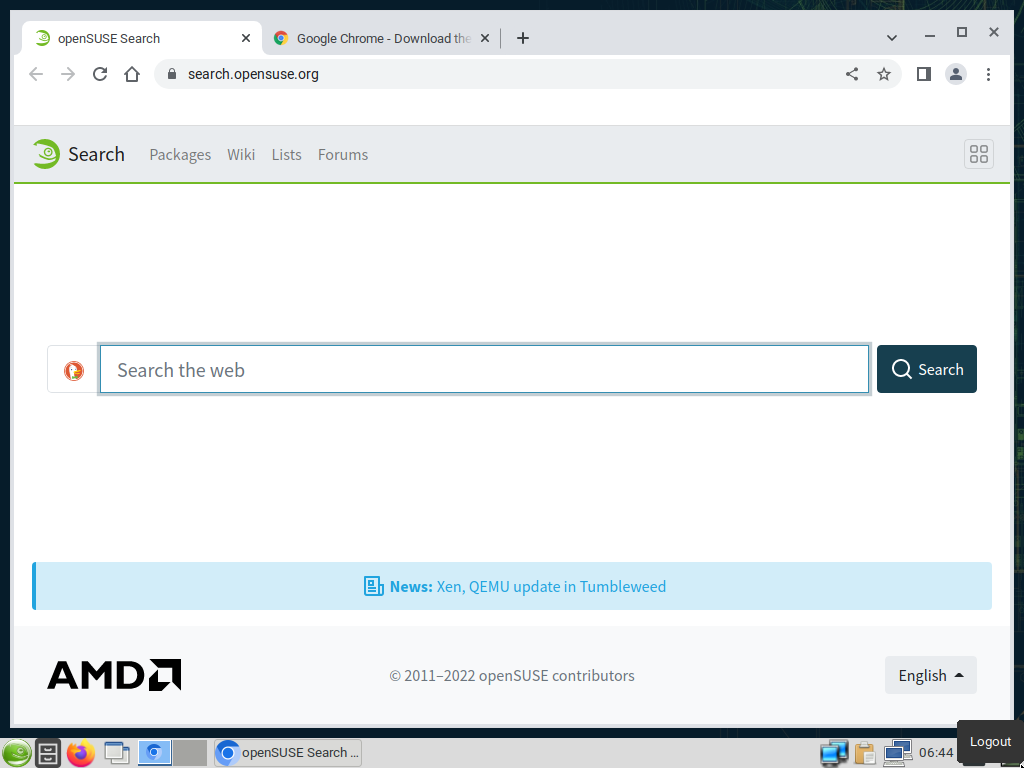 openSUSE Search
Google Chrome - Download the
search.opensuse.org
Search
Packages
Wiki
Lists
Forums
Search the web
Search
News: Xen, QEMU update in Tumbleweed
AMD
© 2011–2022 openSUSE contributors
English
openSUSE Search ...
06:44
Logout